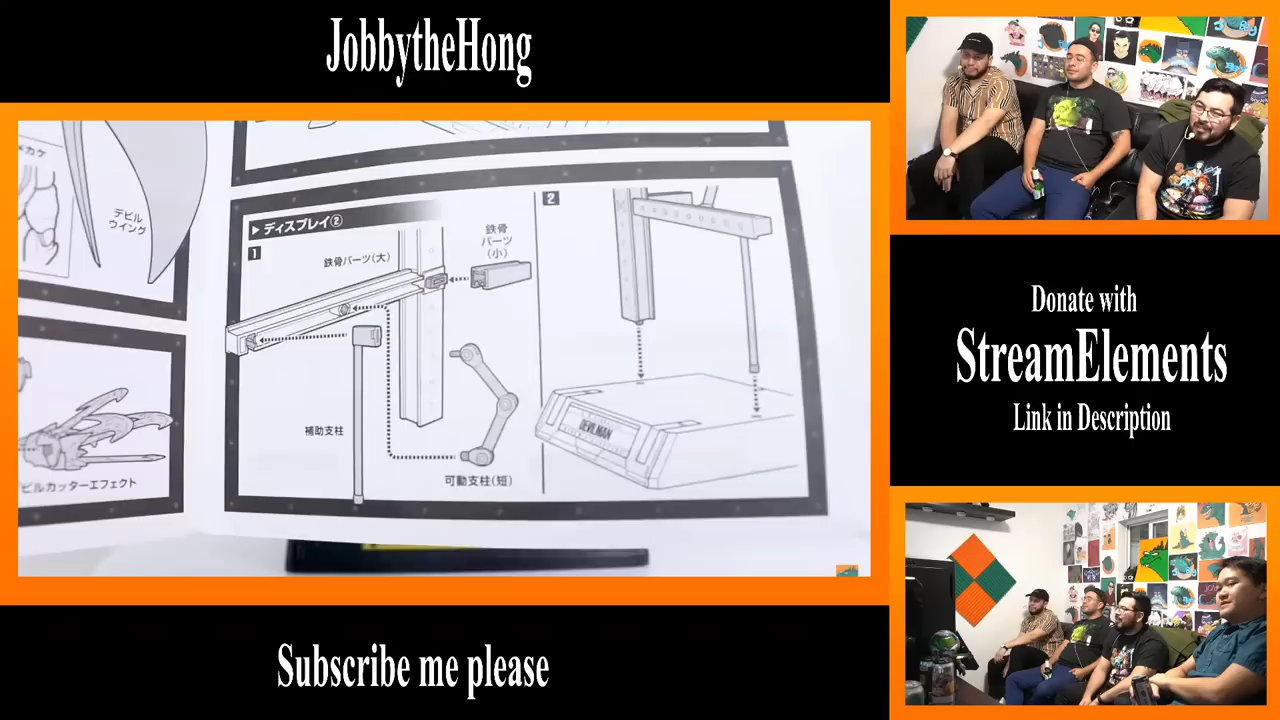 JobbytheHong
メカケ
デビル
ウイング
ビルカッターエフェクト
▶ ディスプレイ②
1
鉄骨パーツ(大)
鉄骨
パーツ
(小)
補助支柱
可動支柱(短)
2
DEVILMAN
Donate with
StreamElements
Link in Description
Subscribe me please